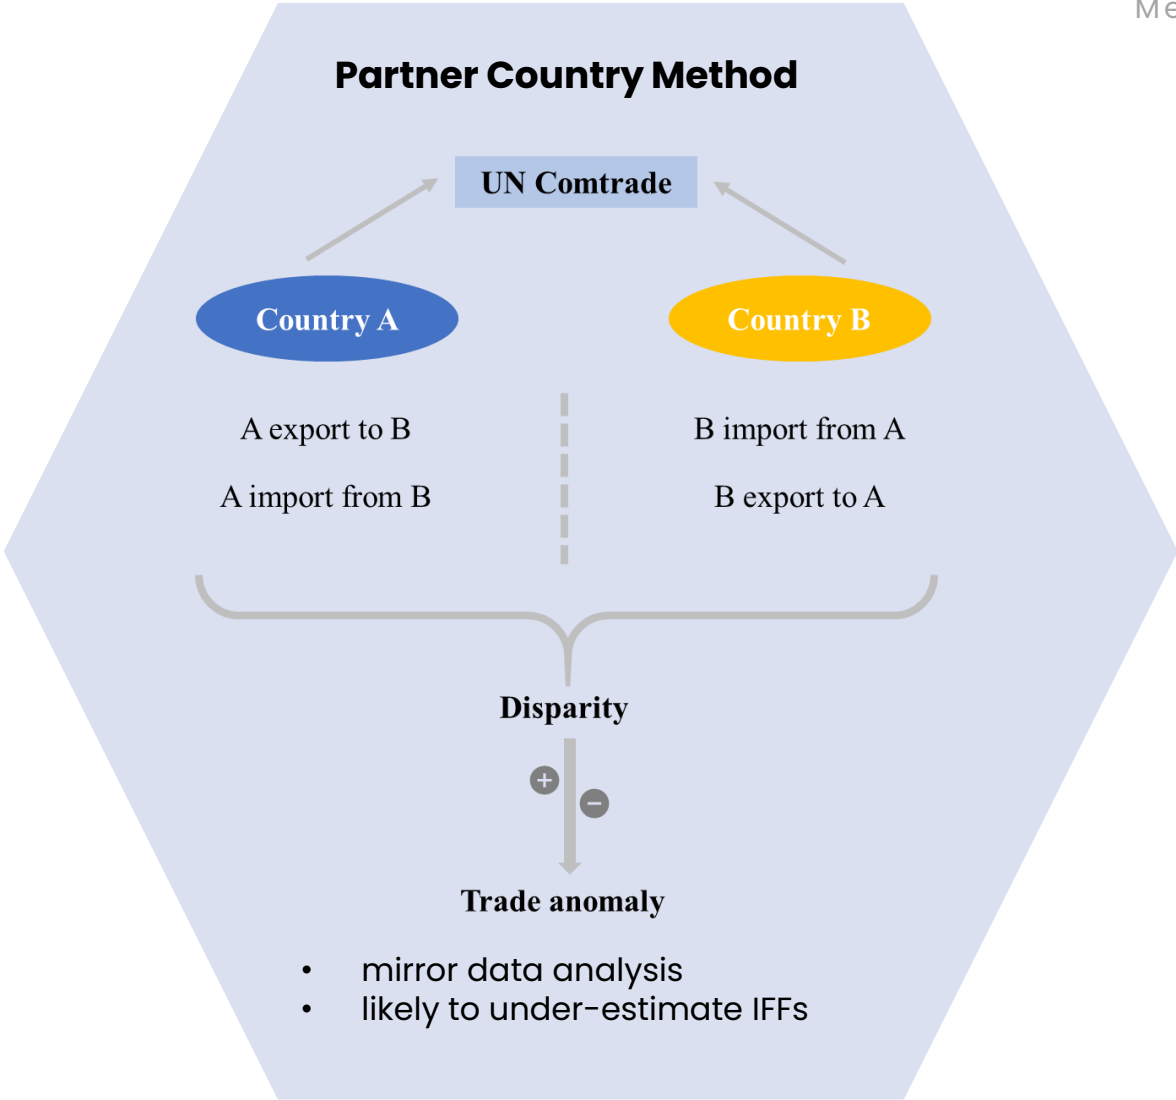 Partner Country Method
UN Comtrade
Country A
Country B
A export to B
B import from A
A import from B
B export to A
Disparity
+
−
Trade anomaly
• mirror data analysis
• likely to under-estimate IFFs